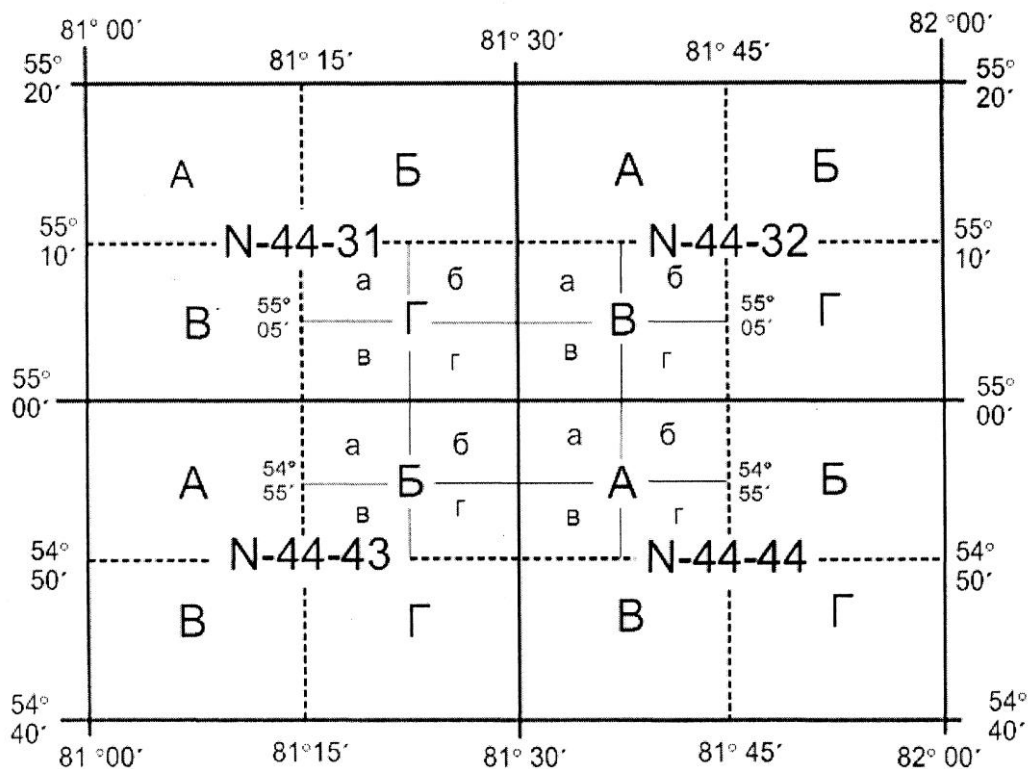 81° 00´ 81° 15´ 81° 30´ 81° 45´ 82 °00´
55° 20´ 55° 20´
А Б А Б
55° 10´ N-44-31 N-44-32 55° 10´
а б а б
В 55° 05´ Г В 55° 05´ Г
в г в г
55° 00´ 55° 00´
а б а б
А 54° 55´ Б А 54° 55´ Б
в г в г
54° 50´ N-44-43 N-44-44 54° 50´
В Г В Г
54° 40´ 54° 40´
81 °00´ 81°15´ 81° 30´ 81° 45´ 82° 00´